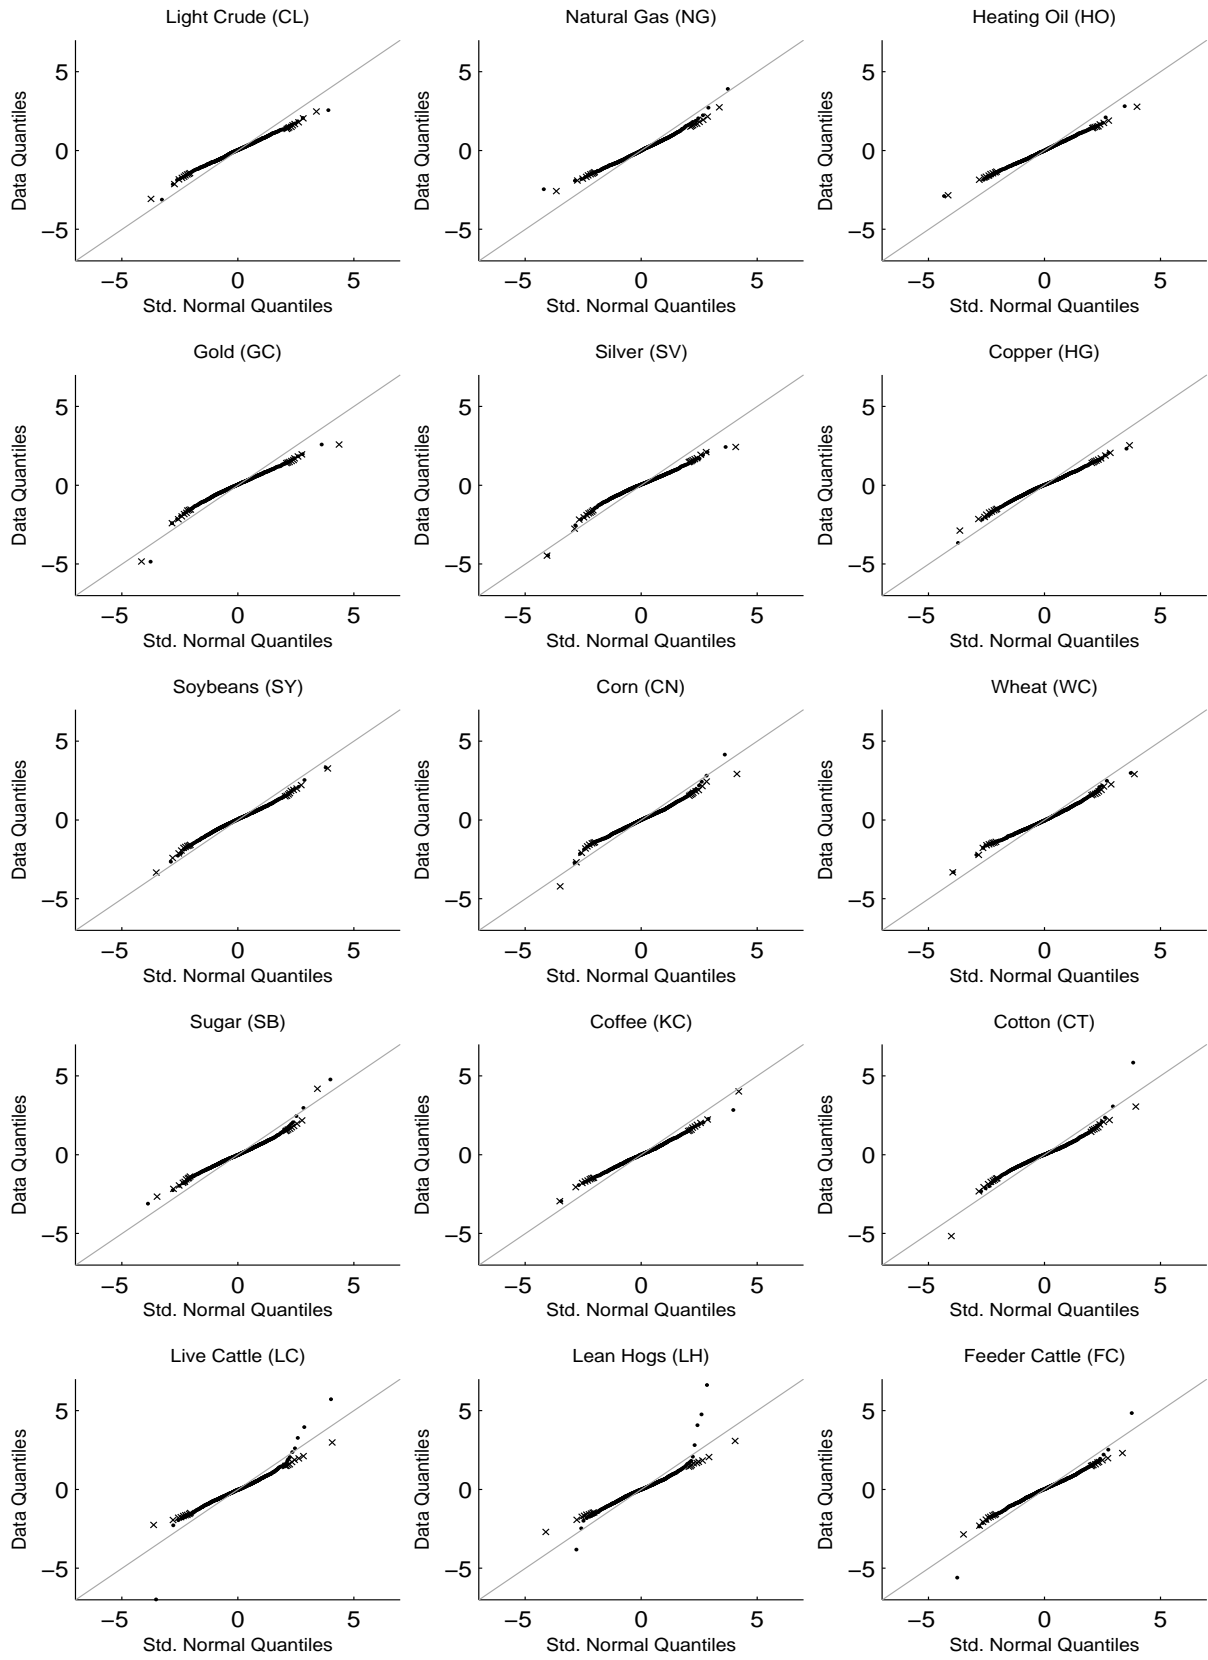 Light Crude (CL)
Natural Gas (NG)
Heating Oil (HO)
Data Quantiles
5
0
−5
−5 0 5
Std. Normal Quantiles
Data Quantiles
5
0
−5
−5 0 5
Std. Normal Quantiles
Data Quantiles
5
0
−5
−5 0 5
Std. Normal Quantiles
Gold (GC)
Silver (SV)
Copper (HG)
Data Quantiles
5
0
−5
−5 0 5
Std. Normal Quantiles
Data Quantiles
5
0
−5
−5 0 5
Std. Normal Quantiles
Data Quantiles
5
0
−5
−5 0 5
Std. Normal Quantiles
Soybeans (SY)
Corn (CN)
Wheat (WC)
Data Quantiles
5
0
−5
−5 0 5
Std. Normal Quantiles
Data Quantiles
5
0
−5
−5 0 5
Std. Normal Quantiles
Data Quantiles
5
0
−5
−5 0 5
Std. Normal Quantiles
Sugar (SB)
Coffee (KC)
Cotton (CT)
Data Quantiles
5
0
−5
−5 0 5
Std. Normal Quantiles
Data Quantiles
5
0
−5
−5 0 5
Std. Normal Quantiles
Data Quantiles
5
0
−5
−5 0 5
Std. Normal Quantiles
Live Cattle (LC)
Lean Hogs (LH)
Feeder Cattle (FC)
Data Quantiles
5
0
−5
−5 0 5
Std. Normal Quantiles
Data Quantiles
5
0
−5
−5 0 5
Std. Normal Quantiles
Data Quantiles
5
0
−5
−5 0 5
Std. Normal Quantiles